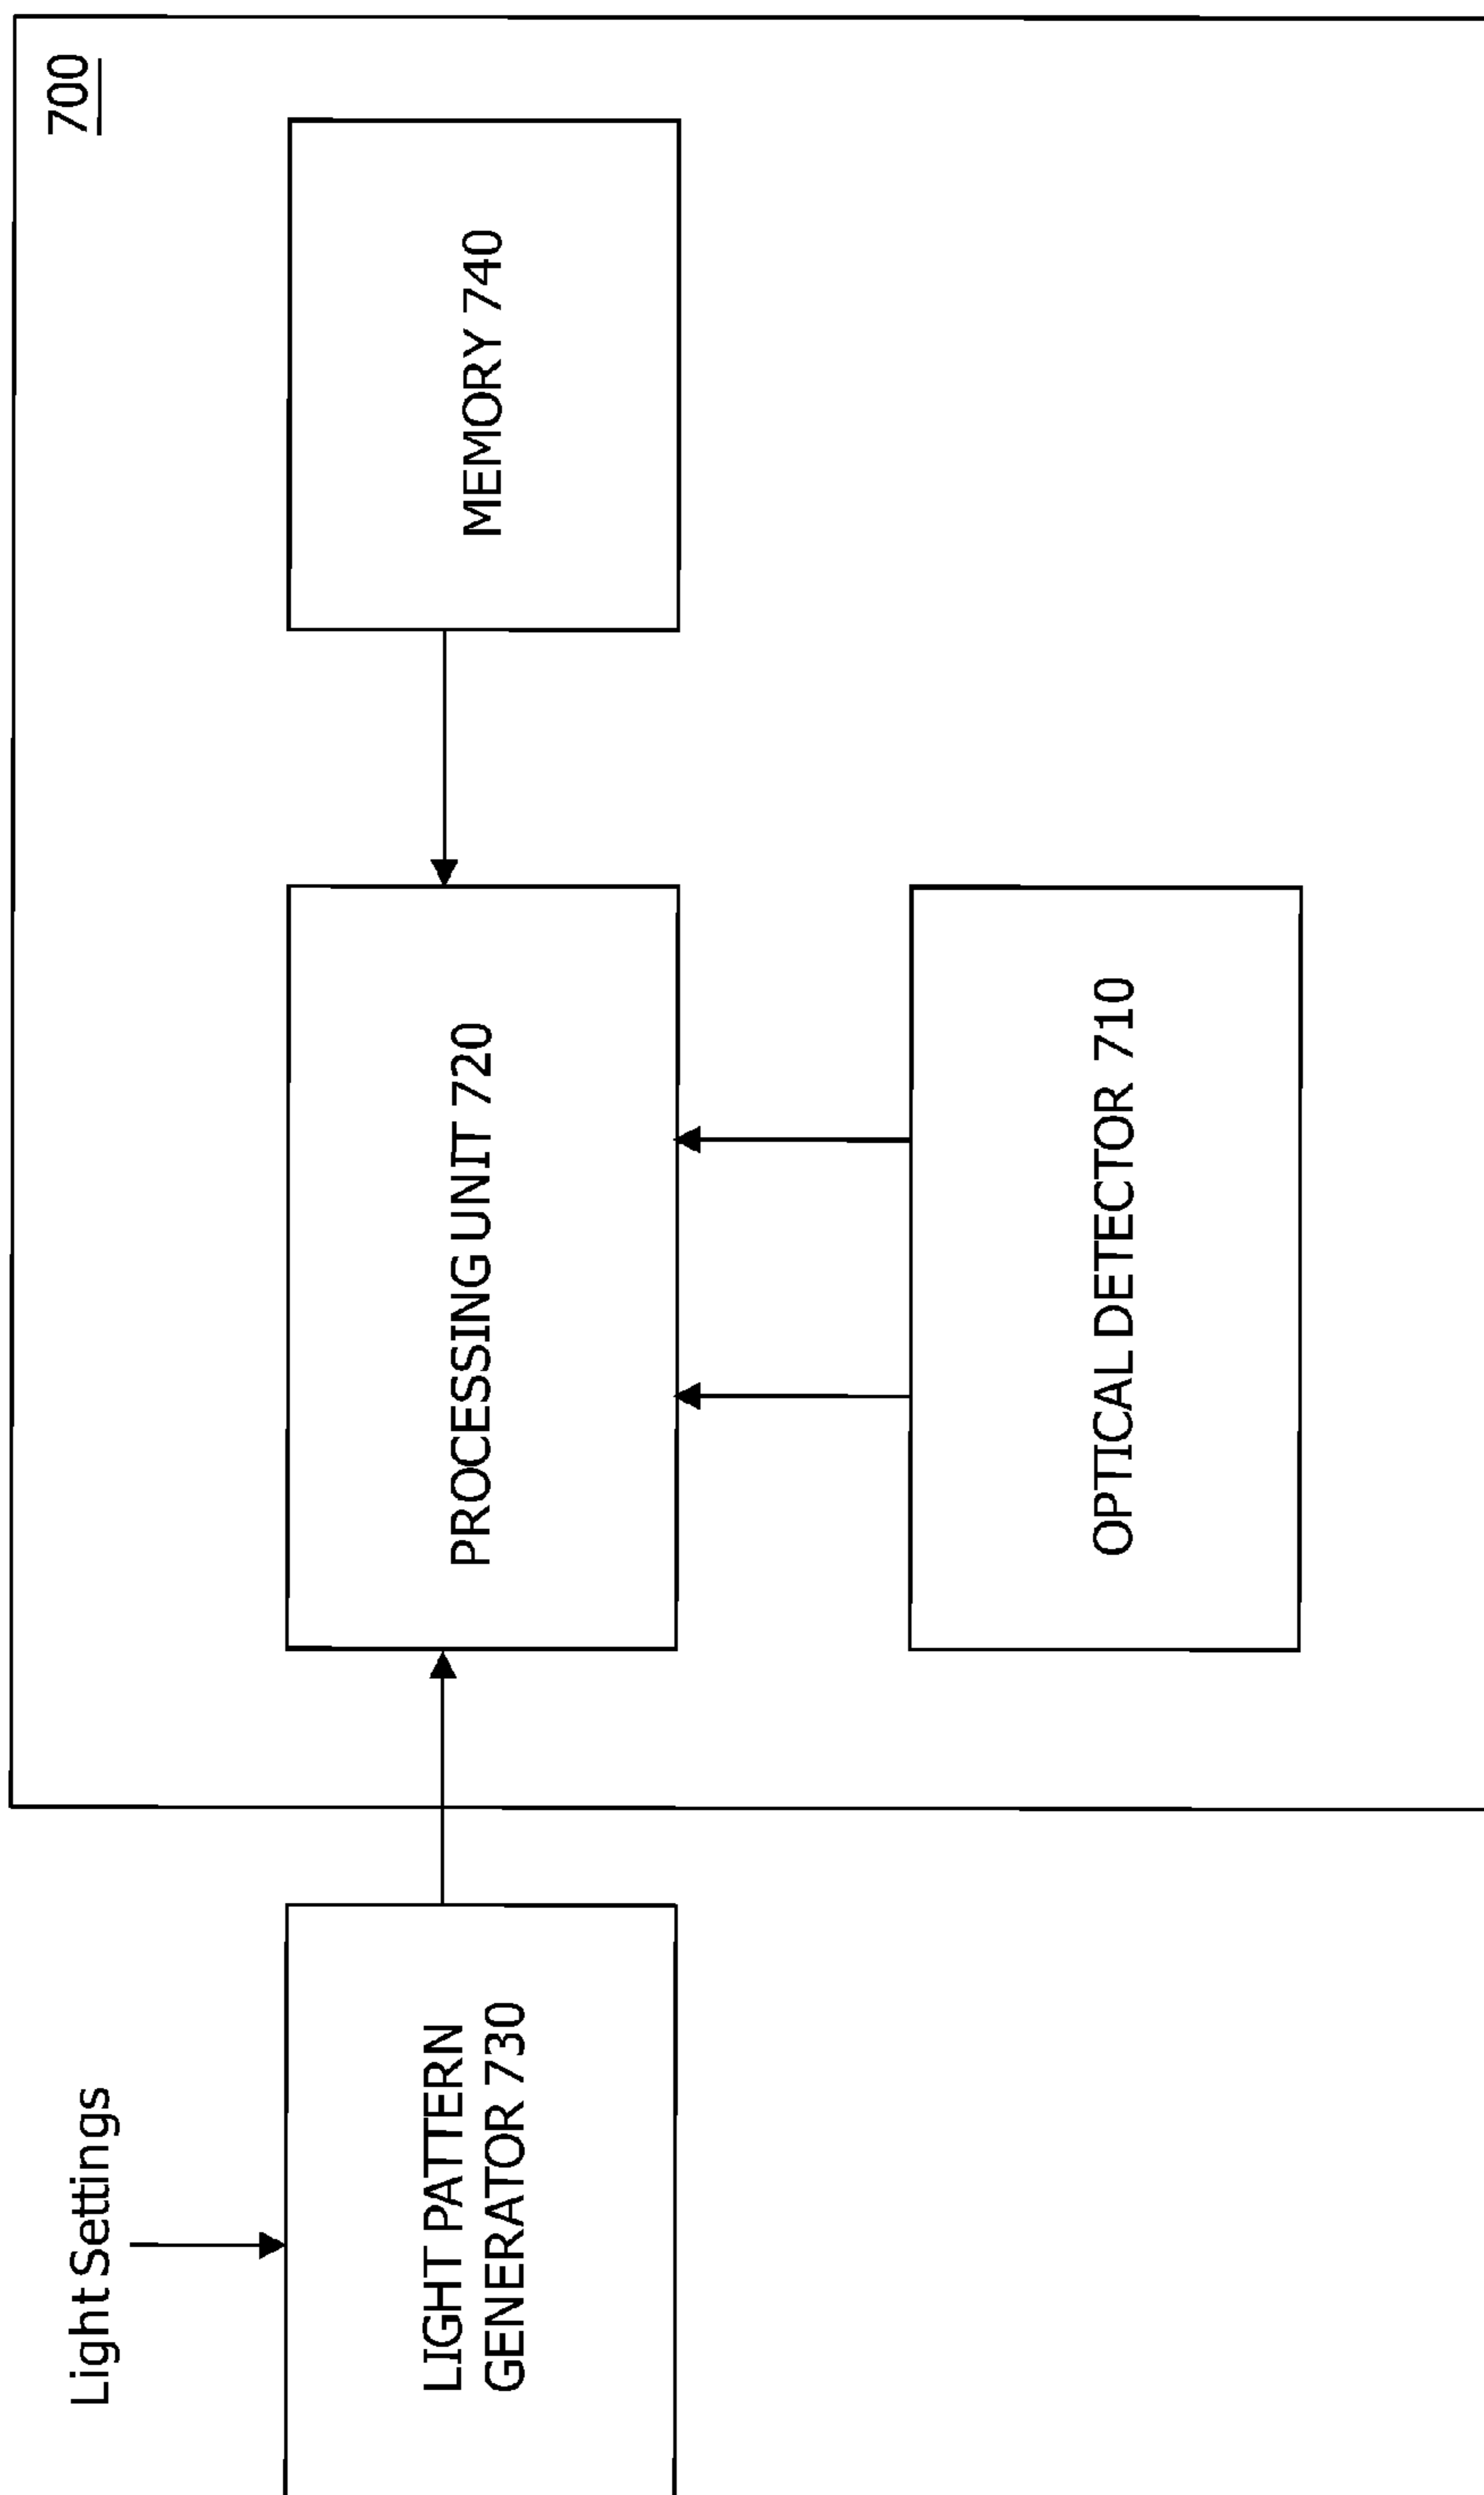 700
Light Settings
LIGHT PATTERN
GENERATOR 730
PROCESSING UNIT 720
MEMORY 740
OPTICAL DETECTOR 710